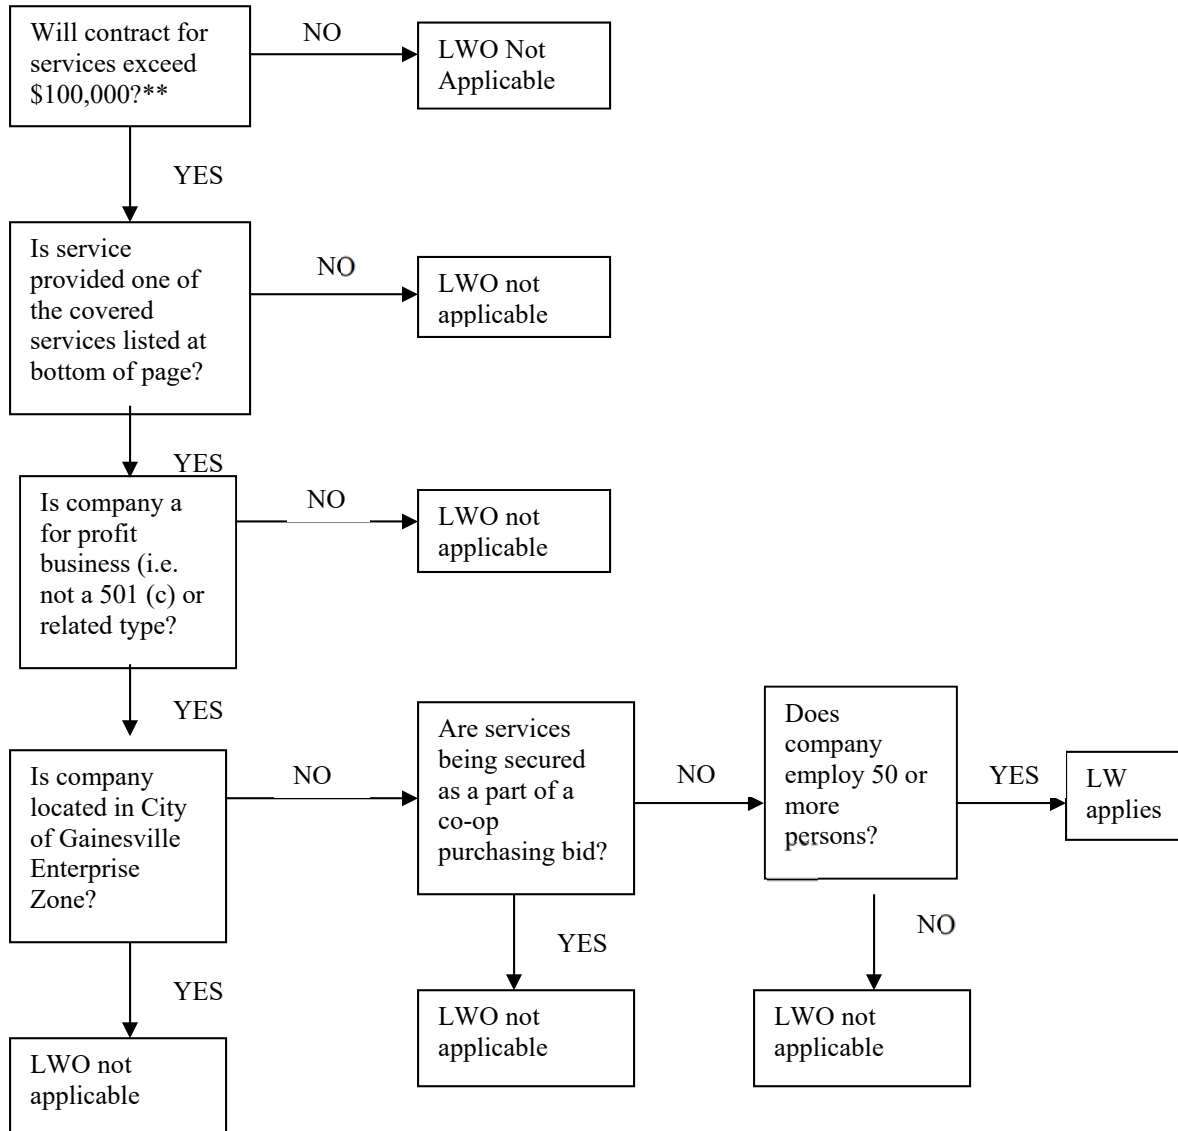 Will contract for
services exceed
$100,000?**
NO
LWO Not
Applicable
YES
Is service
provided one of
the covered
services listed at
bottom of page?
NO
LWO not
applicable
YES
Is company a
for profit
business (i.e.
not a 501 (c) or
related type?
NO
LWO not
applicable
YES
Is company
located in City
of Gainesville
Enterprise
Zone?
NO
Are services
being secured
as a part of a
co-op
purchasing bid?
NO
Does
company
employ 50 or
more
persons?
YES
LW
applies
YES
LWO not
applicable
YES
LWO not
applicable
NO
LWO not
applicable